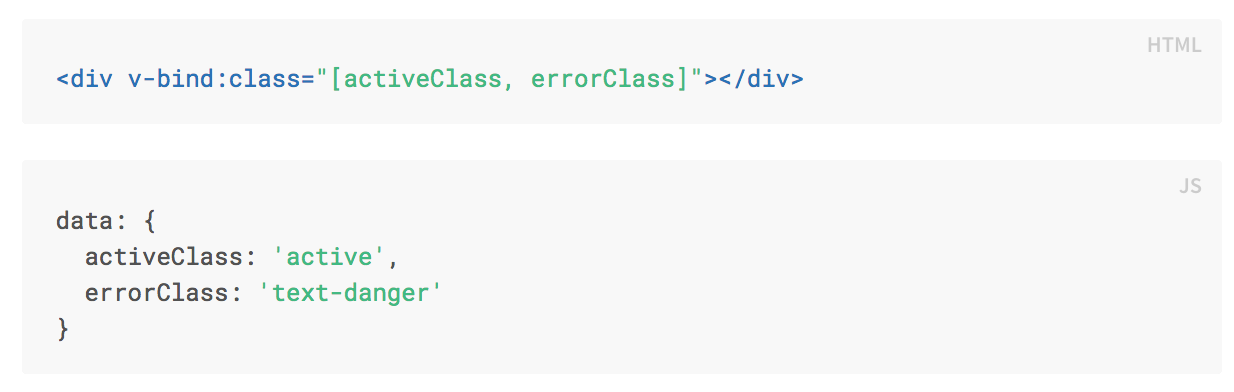 HTML
<div v-bind:class="[activeClass, errorClass]"></div>
JS
data: {
  activeClass: 'active',
  errorClass: 'text-danger'
}